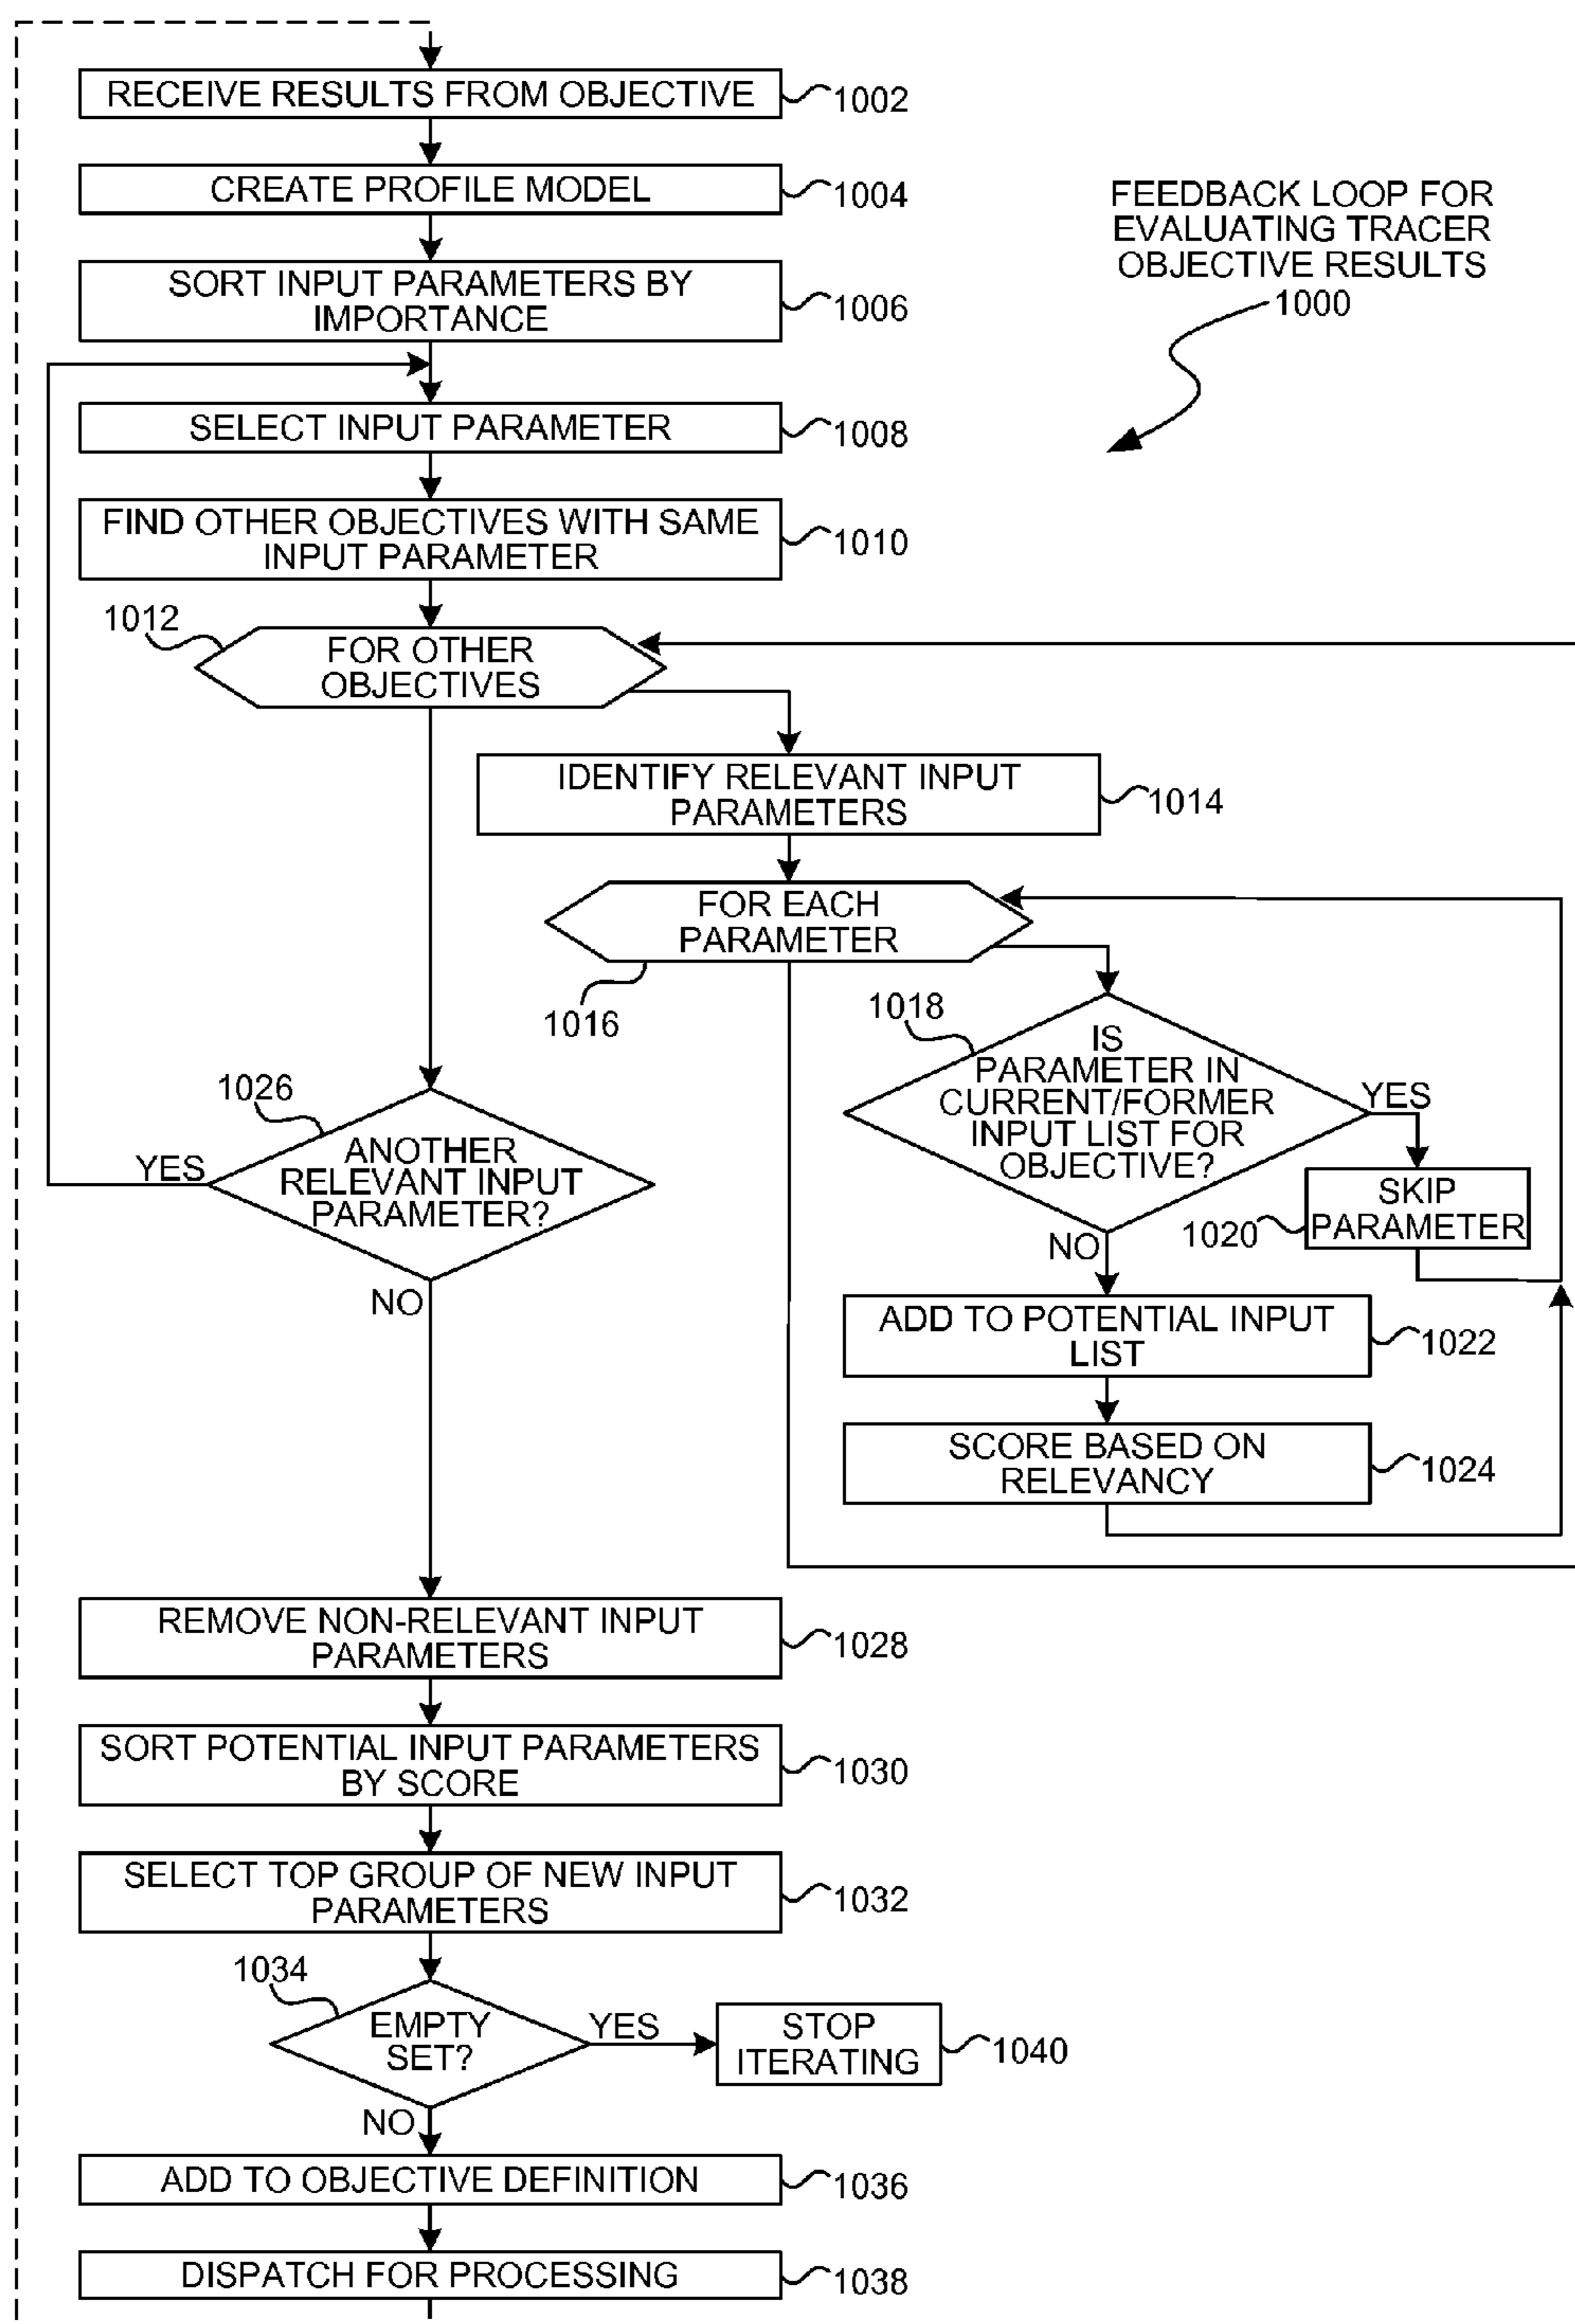 RECEIVE RESULTS FROM OBJECTIVE
1002
CREATE PROFILE MODEL
1004
FEEDBACK LOOP FOR
EVALUATING TRACER
OBJECTIVE RESULTS
1000
SORT INPUT PARAMETERS BY
IMPORTANCE
1006
SELECT INPUT PARAMETER
1008
FIND OTHER OBJECTIVES WITH SAME
INPUT PARAMETER
1010
1012
FOR OTHER
OBJECTIVES
IDENTIFY RELEVANT INPUT
PARAMETERS
1014
FOR EACH
PARAMETER
1016
1018
IS
PARAMETER IN
CURRENT/FORMER
INPUT LIST FOR
OBJECTIVE?
YES
SKIP
PARAMETER
1020
NO
ADD TO POTENTIAL INPUT
LIST
1022
SCORE BASED ON
RELEVANCY
1024
1026
ANOTHER
RELEVANT INPUT
PARAMETER?
YES
NO
REMOVE NON-RELEVANT INPUT
PARAMETERS
1028
SORT POTENTIAL INPUT PARAMETERS
BY SCORE
1030
SELECT TOP GROUP OF NEW INPUT
PARAMETERS
1032
1034
EMPTY
SET?
YES
STOP
ITERATING
1040
NO
ADD TO OBJECTIVE DEFINITION
1036
DISPATCH FOR PROCESSING
1038